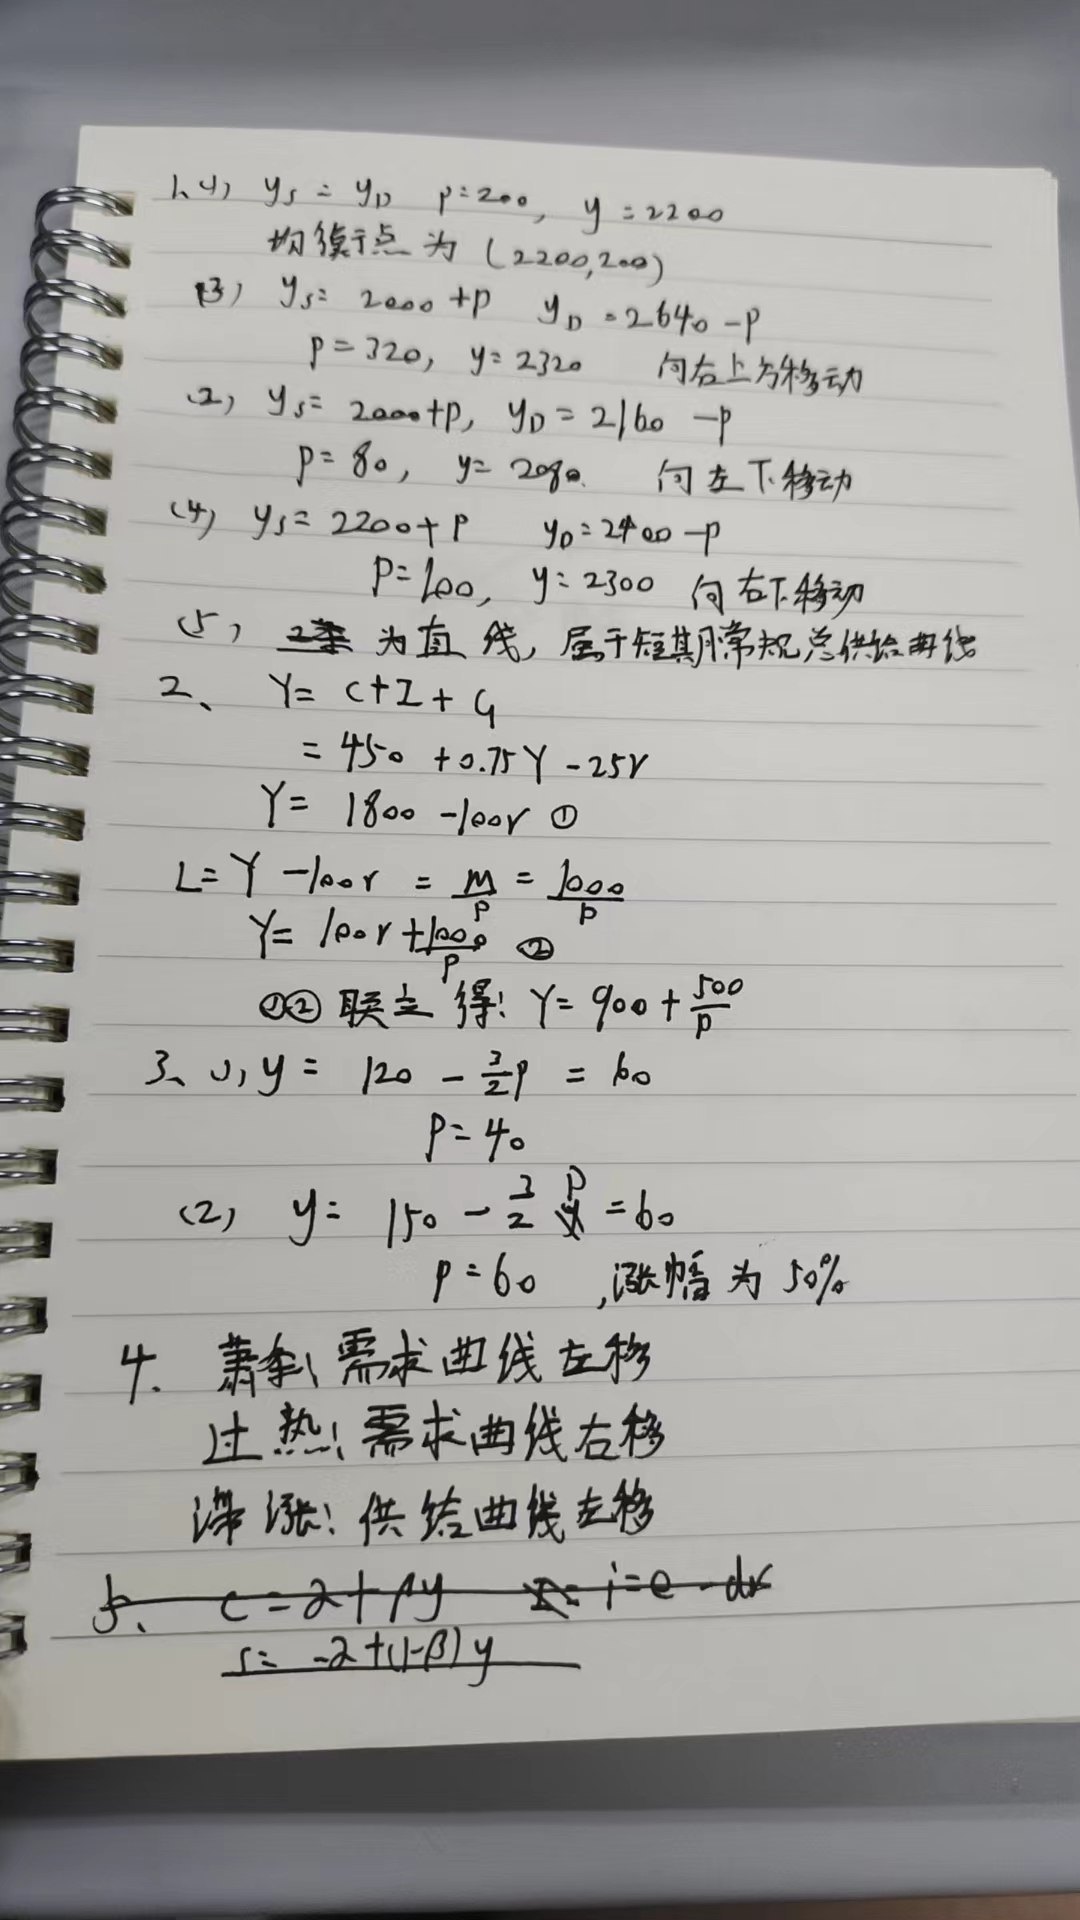 1、(1) ys = yD p=200, y=2200
均衡点为 (2200,200)
(3) ys= 2000+p yD=2640-p
p=320, y=2320 向右上方移动
(2) ys= 2000+p, yD=2160-p
p=80, y=2080. 向左下移动
(4) ys=2200+p yD=2400-p
p=100, y=2300 向右下移动
(5) 为直线, 属于短期常规总供给曲线
2、 Y= C+I+G
=450+0.75Y-25r
Y= 1800-100r ①
L=Y-100r = M/P = 1000/P
Y=100r+1000/P ②
①②联立得: Y=900+500/P
3、(1) y= 120-3/2p = 60
p=40
(2) y= 150-3/2 P =60
p=60 ,涨幅为50%
4. 萧条: 需求曲线左移
过热: 需求曲线右移
滞涨: 供给曲线左移
5. c=α+βy i=e-dr
s= -α+(1-β)y